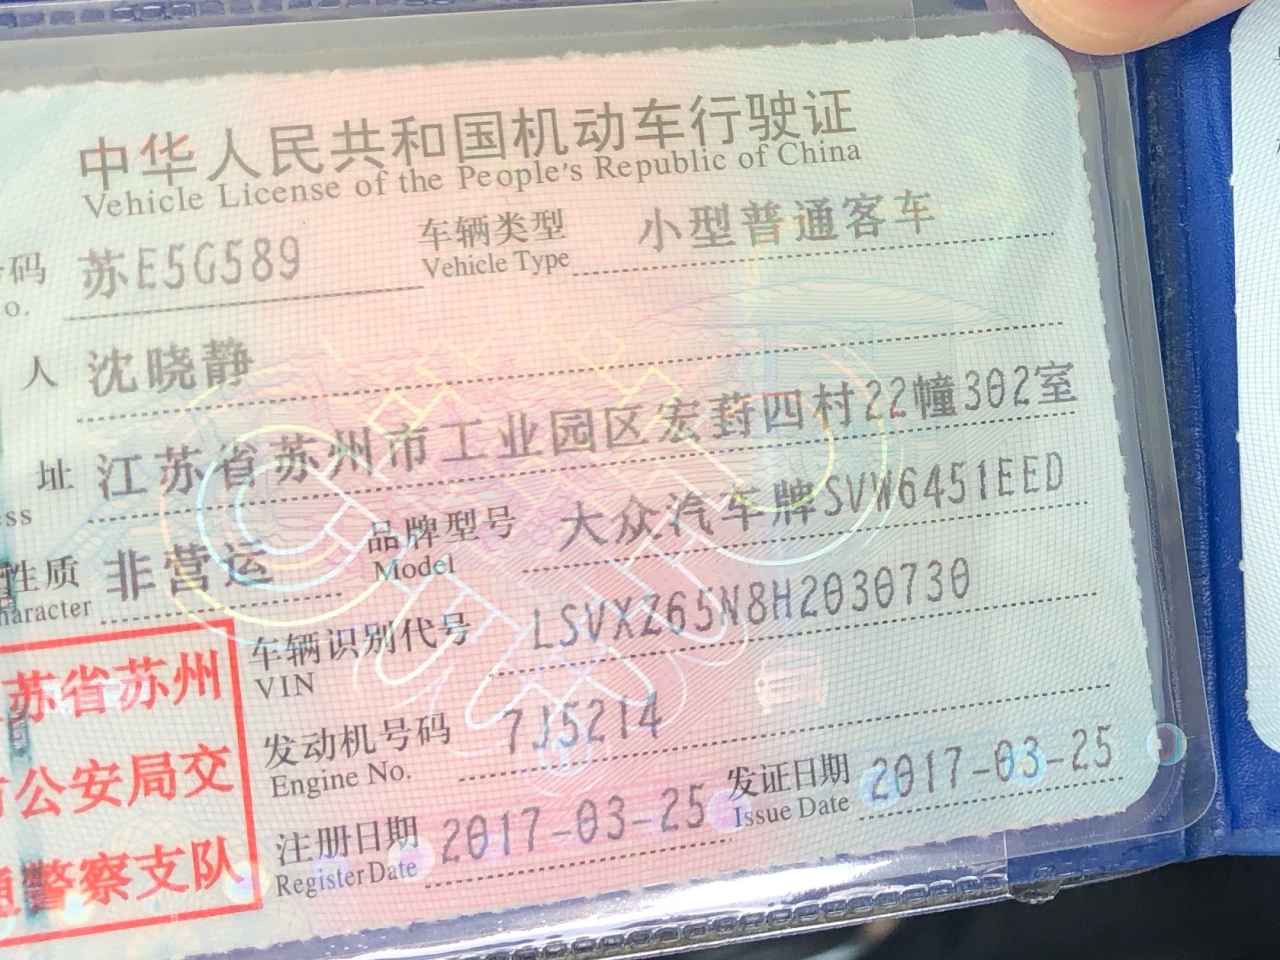 中华人民共和国机动车行驶证
Vehicle License of the People's Republic of China
码 苏E5G589 车辆类型 小型普通客车
o. Vehicle Type
人 沈晓静
址 江苏省苏州市工业园区宏葑四村22幢302室
ess
性质 非营运 品牌型号 大众汽车牌SVW6451EED
haracter Model
车辆识别代号 LSVXZ65N8H2030730
VIN
发动机号码 7J5214
Engine No.
注册日期 2017-03-25 发证日期 2017-03-25
Register Date Issue Date
苏省苏州
市公安局交
通警察支队